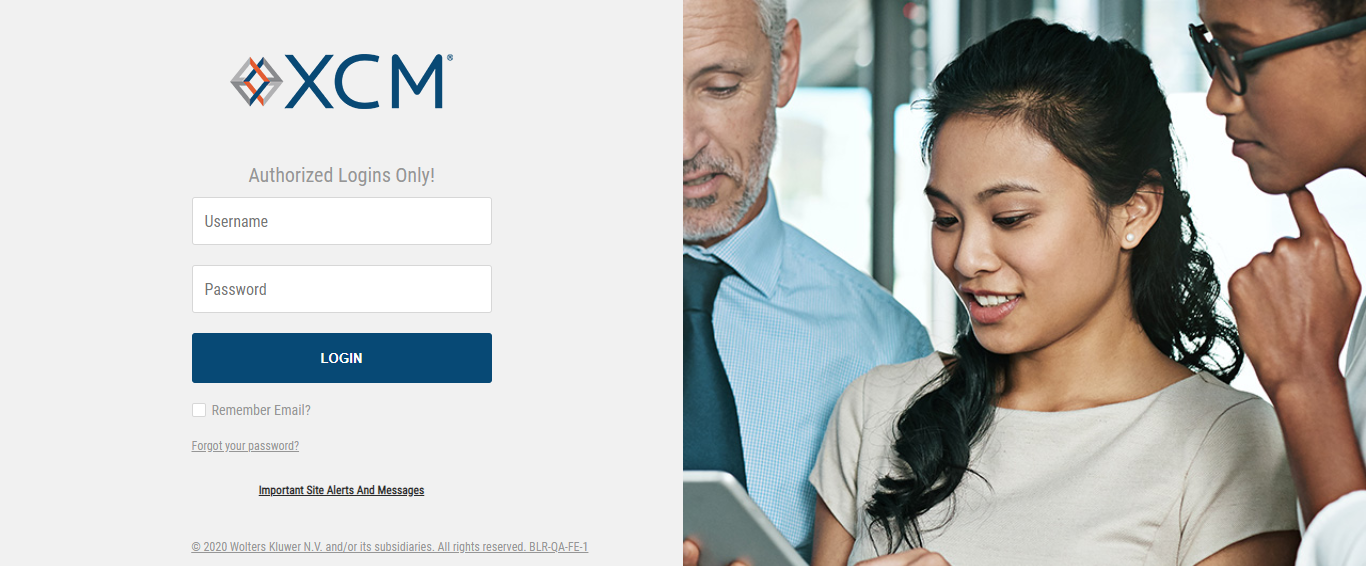 XCM®
Authorized Logins Only!
Username
Password
LOGIN
Remember Email?
Forgot your password?
Important Site Alerts And Messages
© 2020 Wolters Kluwer N.V. and/or its subsidiaries. All rights reserved. BLR-QA-FE-1